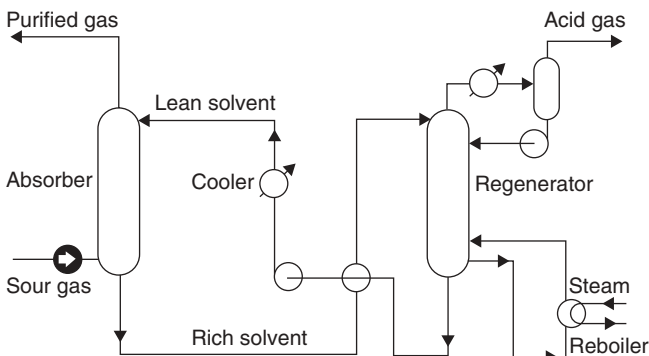 Purified gas
Acid gas
Lean solvent
Absorber
Cooler
Regenerator
Sour gas
Steam
Rich solvent
Reboiler